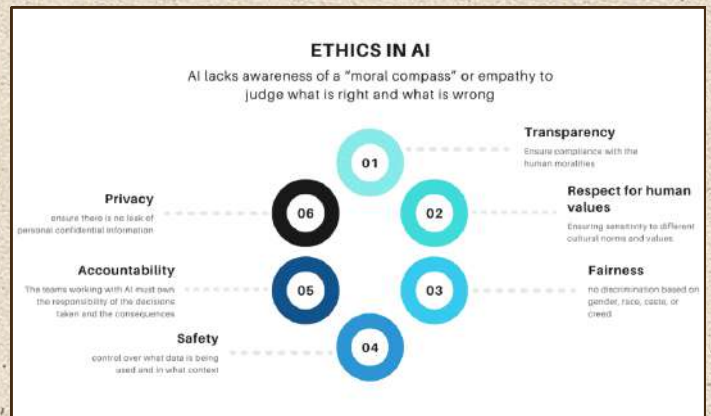 ETHICS IN AI
AI lacks awareness of a "moral compass" or empathy to
judge what is right and what is wrong
01
Transparency
Ensure compliance with the
human moralities
02
Respect for human
values
Ensuring sensitivity to different
cultural norms and values
03
Fairness
no discrimination based on
gender, race, caste, or
creed
04
Safety
control over what data is being
used and in what context
05
Accountability
The teams working with AI must own
the responsibility of the decisions
taken and the consequences
06
Privacy
ensure there is no leak of
personal confidential information